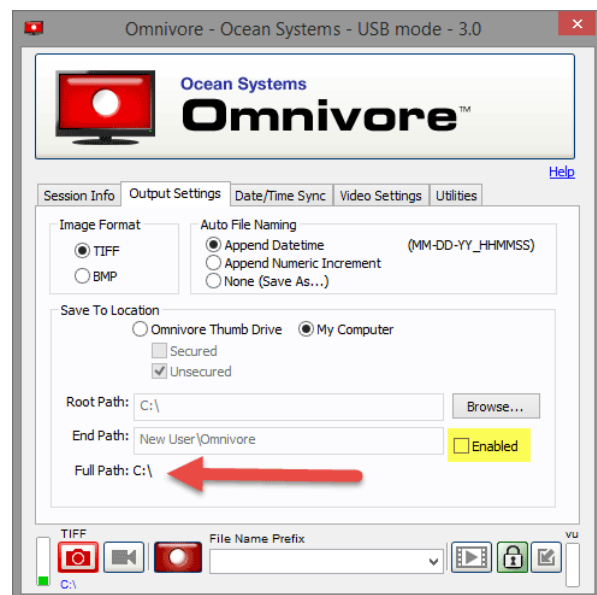 Omnivore - Ocean Systems - USB mode - 3.0
Ocean Systems
Omnivore™
Help
Session Info Output Settings Date/Time Sync Video Settings Utilities
Image Format Auto File Naming
TIFF Append Datetime (MM-DD-YY_HHMMSS)
Append Numeric Increment
BMP None (Save As...)
Save To Location
Omnivore Thumb Drive My Computer
Secured
Unsecured
Root Path: C:\ Browse...
End Path: New User\Omnivore Enabled
Full Path: C:\
TIFF File Name Prefix vu
C:\